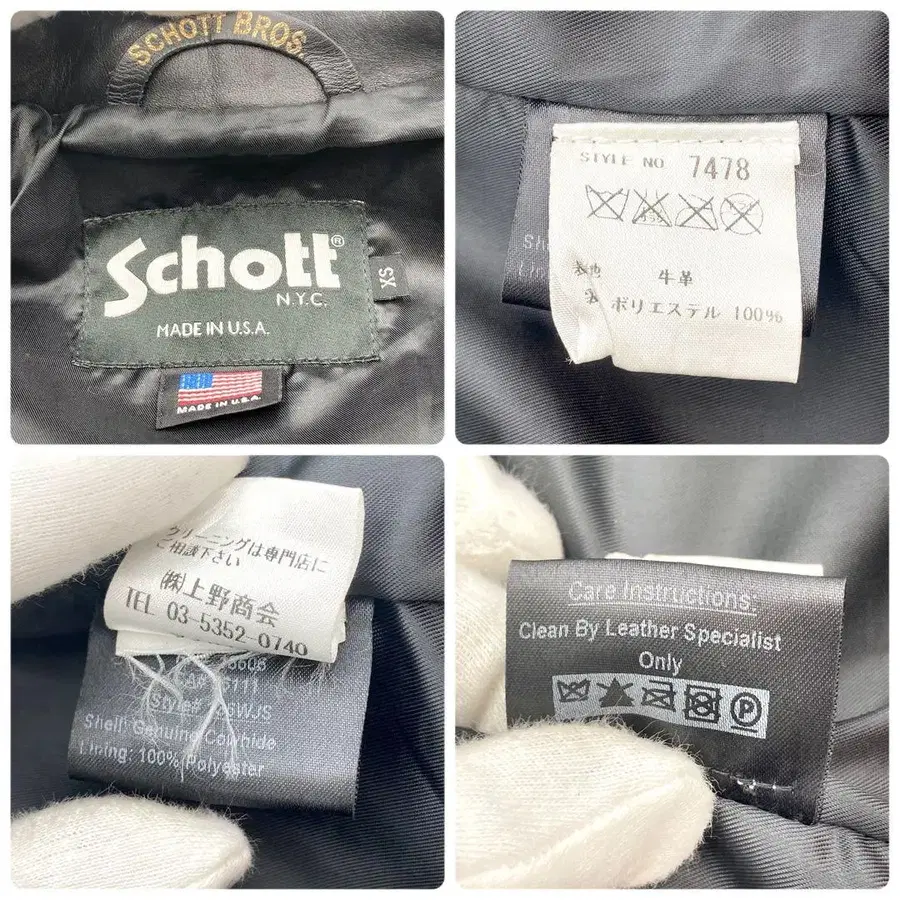 SCHOTT BROS.
Schott®
N.Y.C.
MADE IN U.S.A.
XS
MADE IN U.S.A.
STYLE NO 7478
牛革
ポリエステル 100%
クリーニングは専門店に
ご相談下さい
(株)上野商会
TEL 03-5352-0740
Shell: Genuine Cowhide
Lining: 100% Polyester
Care Instructions:
Clean By Leather Specialist
Only
P